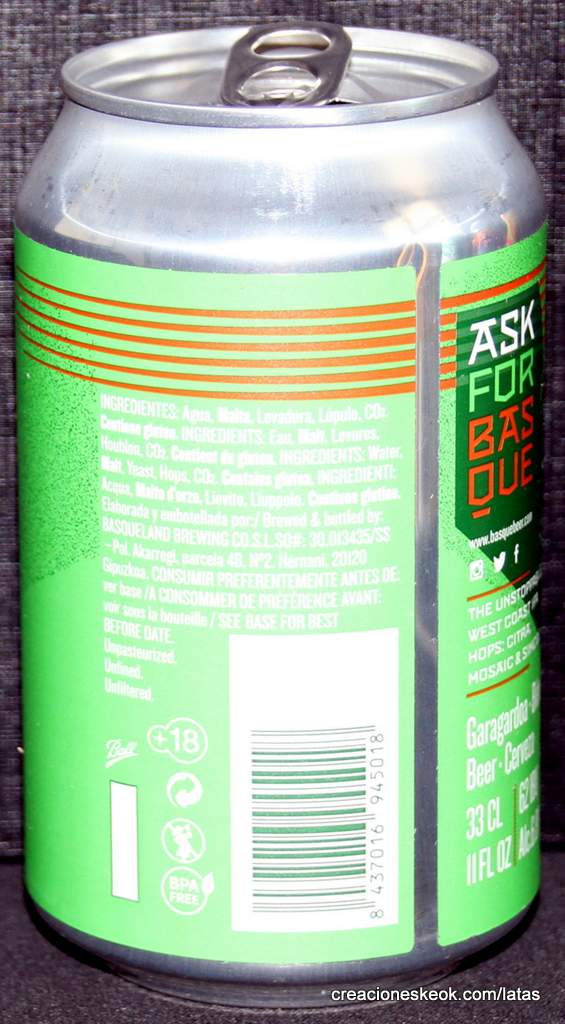 INGREDIENTES: Agua, Malta, Levadura, Lúpulo, CO2.
Contiene gluten. INGREDIENTS: Eau, Malt, Levures,
Houblon, CO2. Contient du gluten. INGREDIENTS: Water,
Malt, Yeast, Hops, CO2. Contains gluten. INGREDIENTI:
Acqua, Malto d'orzo, Lievito, Liuppolo. Contiene glutine.
Elaborada y embotellada por:/ Brewed & bottled by:
BASQUELAND BREWING CO.S.L.SO#: 30.013435/SS
-Pol. Akarregi, parcela 4B, Nº2. Hernani, 20120
Gipuzkoa. CONSUMIR PREFERENTEMENTE ANTES DE:
ver base /A CONSOMMER DE PRÉFÉRENCE AVANT:
voir sous la bouteille / SEE BASE FOR BEST
BEFORE DATE.
Unpasteurized.
Unfined.
Unfiltered.
Ball
+18
BPA
FREE
8 437016 945018
ASK
FOR
BAS
QUE
www.basquebeer.com
THE UNSTOPPA
WEST COAST
HOPS: CITRA
MOSAIC &
Garagardoa ·
Beer · Cerveza
33 CL
11 FL OZ
62
Alc.
creacioneskeok.com/latas